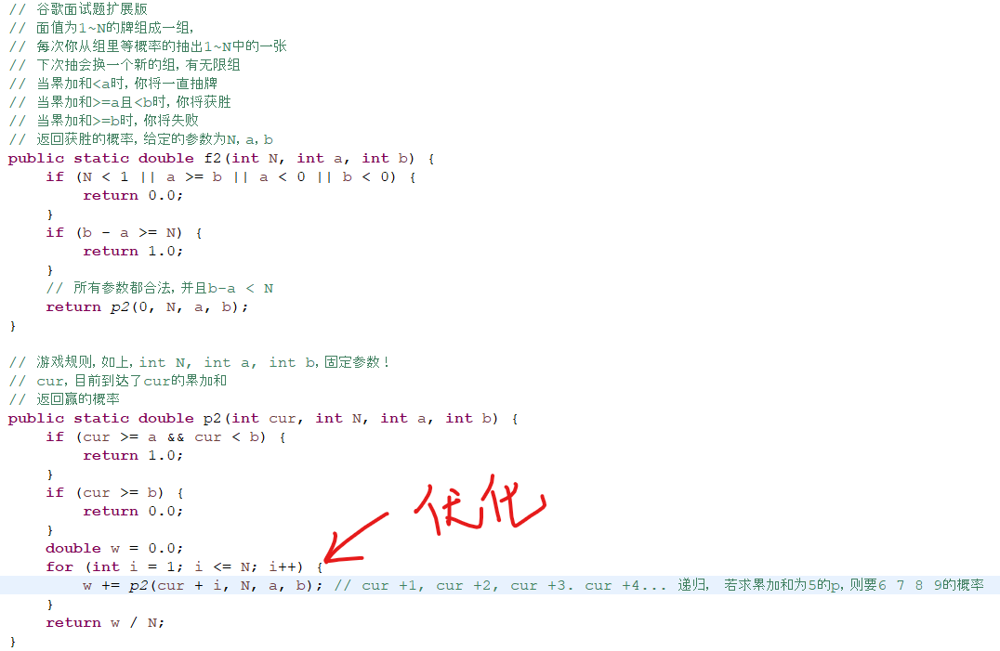 // 谷歌面试题扩展版
// 面值为1~N的牌组成一组,
// 每次你从组里等概率的抽出1~N中的一张
// 下次抽会换一个新的组, 有无限组
// 当累加和<a时, 你将一直抽牌
// 当累加和>=a且<b时, 你将获胜
// 当累加和>=b时, 你将失败
// 返回获胜的概率, 给定的参数为N, a, b
public static double f2(int N, int a, int b) {
    if (N < 1 || a >= b || a < 0 || b < 0) {
        return 0.0;
    }
    if (b - a >= N) {
        return 1.0;
    }
    // 所有参数都合法, 并且b-a < N
    return p2(0, N, a, b);
}
// 游戏规则, 如上, int N, int a, int b, 固定参数!
// cur, 目前到达了cur的累加和
// 返回赢的概率
public static double p2(int cur, int N, int a, int b) {
    if (cur >= a && cur < b) {
        return 1.0;
    }
    if (cur >= b) {
        return 0.0;
    }
优化
    double w = 0.0;
    for (int i = 1; i <= N; i++) {
        w += p2(cur + i, N, a, b); // cur +1, cur +2, cur +3. cur +4... 递归, 若求累加和为5的p, 则要6 7 8 9的概率
    }
    return w / N;
}